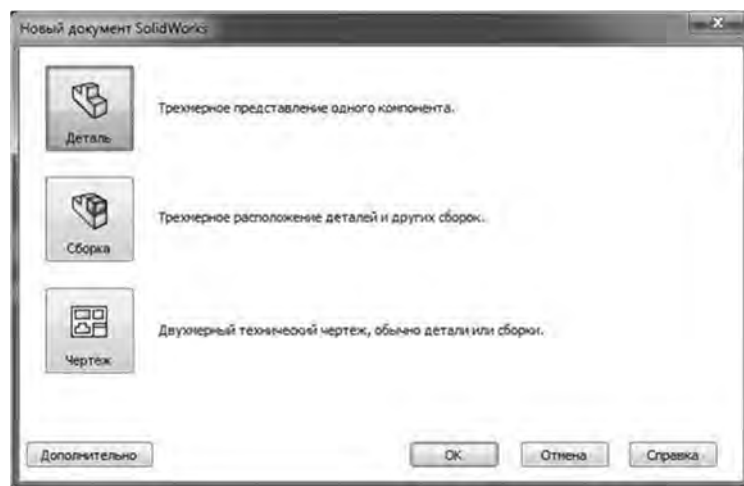 Новый документ SolidWorks
Деталь
Трехмерное представление одного компонента.
Сборка
Трехмерное расположение деталей и других сборок.
Чертеж
Двухмерный технический чертеж, обычно детали или сборки.
Дополнительно
OK
Отмена
Справка